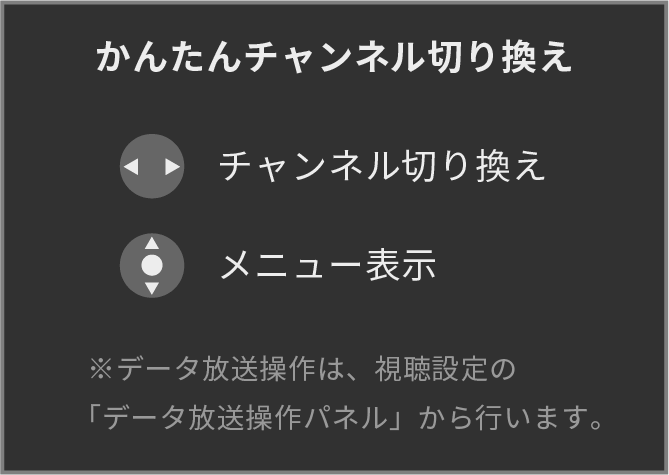 かんたんチャンネル切り換え
チャンネル切り換え
メニュー表示
※データ放送操作は、視聴設定の
「データ放送操作パネル」から行います。